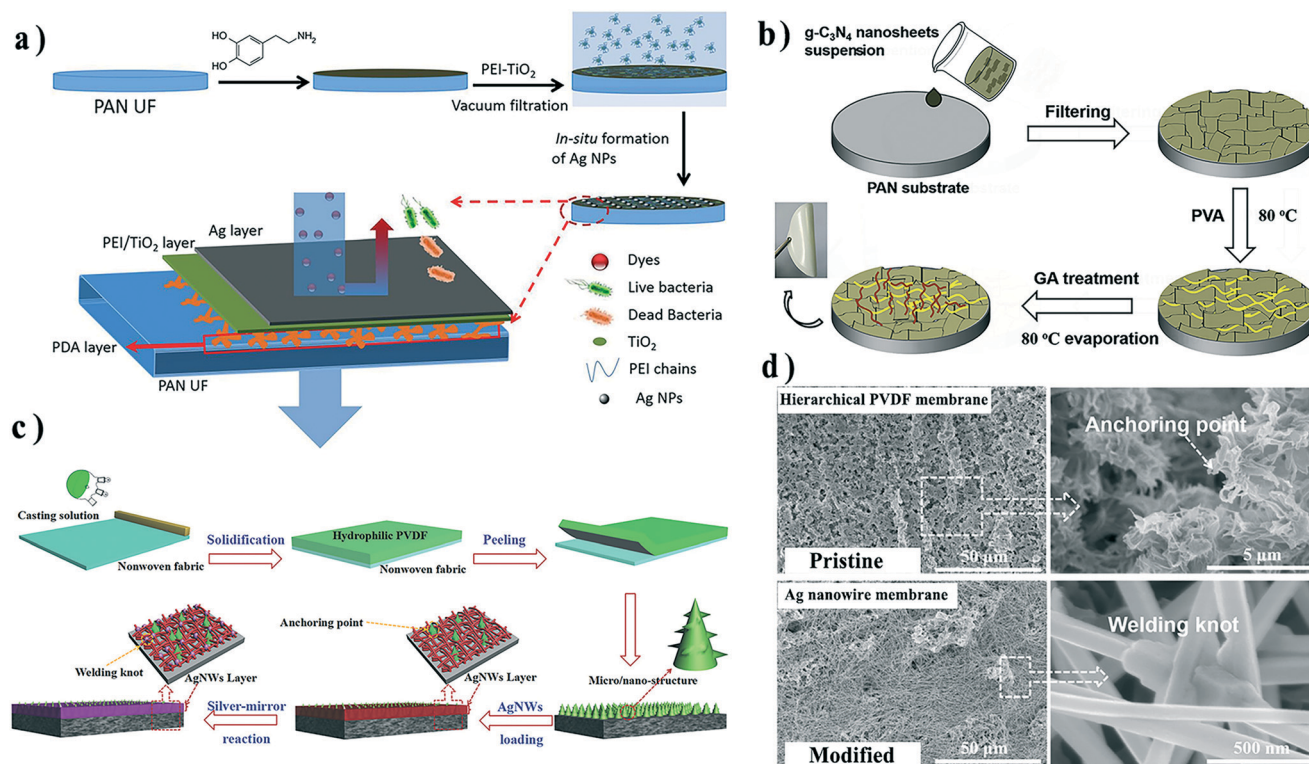 a)
HO
HO
NH2
PAN UF
PEI-TiO2
Vacuum filtration
In-situ formation
of Ag NPs
Ag layer
PEI/TiO2 layer
PDA layer
PAN UF
Dyes
Live bacteria
Dead Bacteria
TiO2
PEI chains
Ag NPs
b)
g-C3N4 nanosheets
suspension
PAN substrate
Filtering
PVA
80 °C
GA treatment
80 °C evaporation
c)
Casting solution
Nonwoven fabric
Solidification
Hydrophilic PVDF
Nonwoven fabric
Peeling
Micro/nano-structure
AgNWs
loading
Anchoring point
AgNWs Layer
Silver-mirror
reaction
Welding knot
AgNWs Layer
d)
Hierarchical PVDF membrane
Pristine
50 μm
Anchoring point
5 μm
Ag nanowire membrane
Modified
50 μm
Welding knot
500 nm